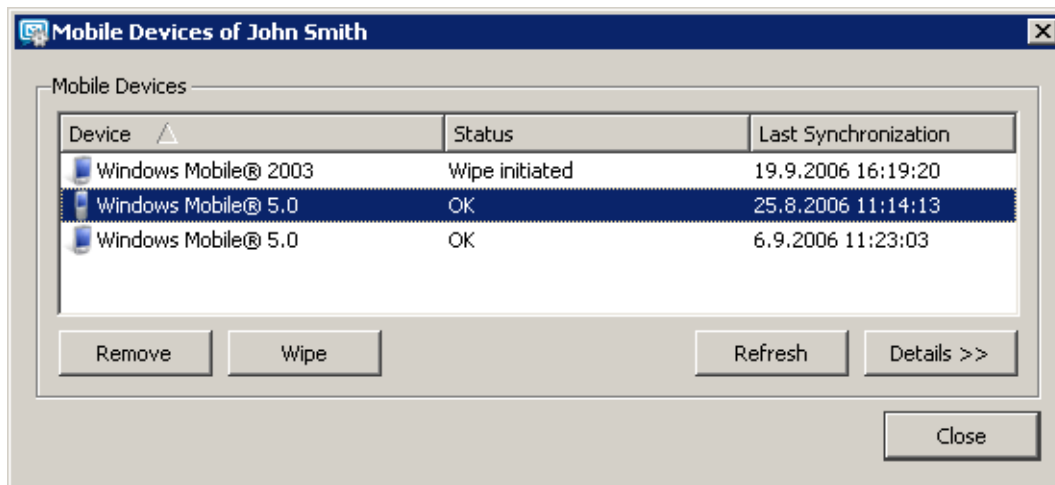 Mobile Devices of John Smith
Mobile Devices
Device Status Last Synchronization
Windows Mobile® 2003 Wipe initiated 19.9.2006 16:19:20
Windows Mobile® 5.0 OK 25.8.2006 11:14:13
Windows Mobile® 5.0 OK 6.9.2006 11:23:03
Remove Wipe Refresh Details >>
Close